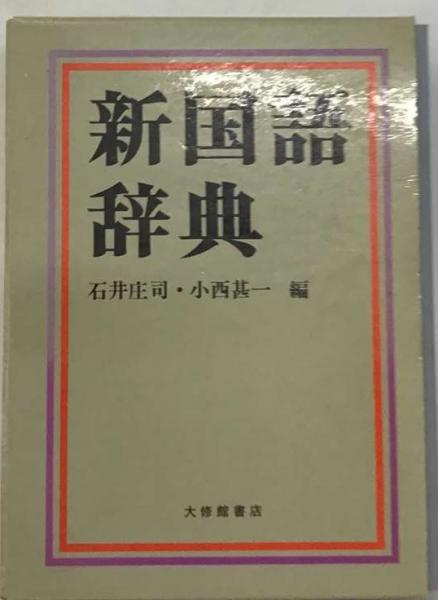 新国語
辞典
石井庄司・小西甚一 編
大修館書店